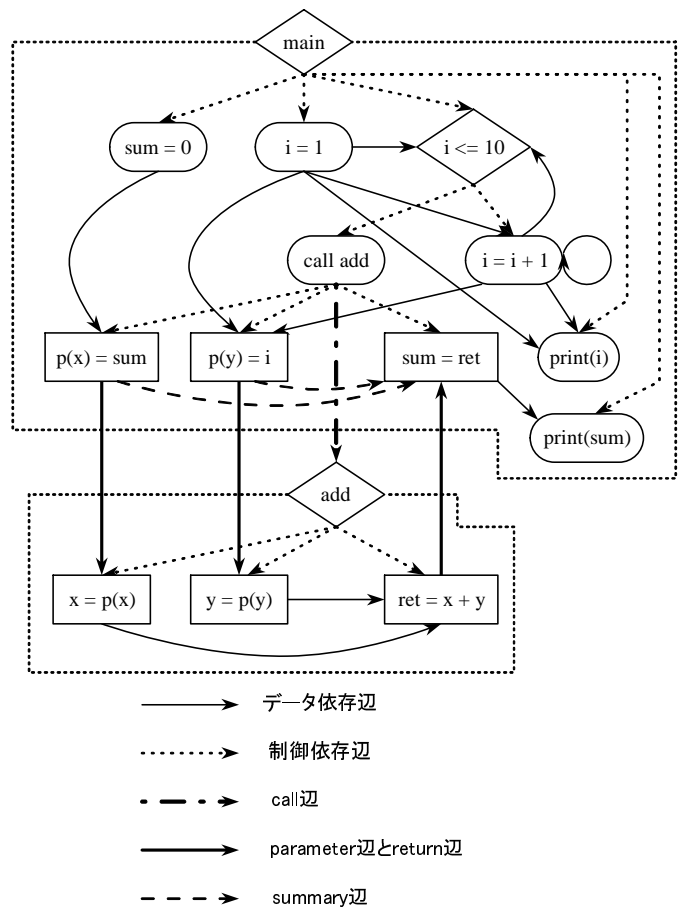 main
sum = 0
i = 1
i <= 10
call add
i = i + 1
p(x) = sum
p(y) = i
sum = ret
print(i)
print(sum)
add
x = p(x)
y = p(y)
ret = x + y
データ依存辺
制御依存辺
call辺
parameter辺とreturn辺
summary辺